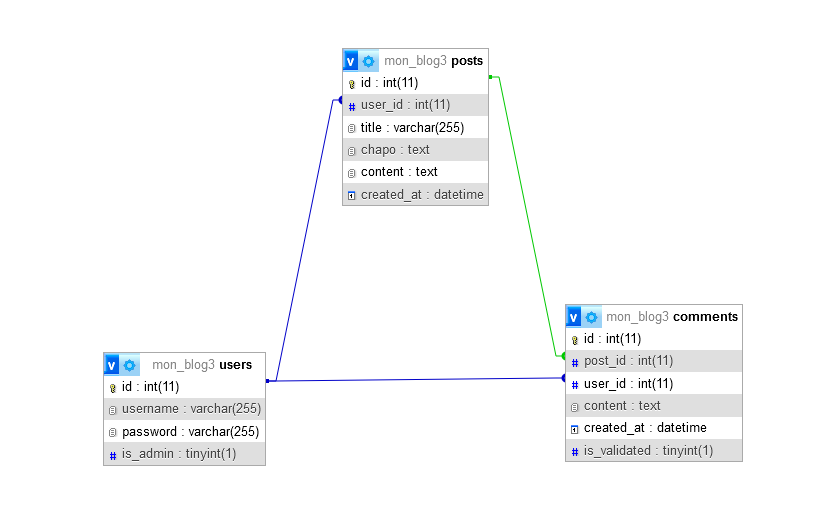 v mon_blog3 posts
id : int(11)
# user_id : int(11)
title : varchar(255)
chapo : text
content : text
created_at : datetime
v mon_blog3 comments
id : int(11)
# post_id : int(11)
# user_id : int(11)
content : text
created_at : datetime
# is_validated : tinyint(1)
v mon_blog3 users
id : int(11)
username : varchar(255)
password : varchar(255)
# is_admin : tinyint(1)